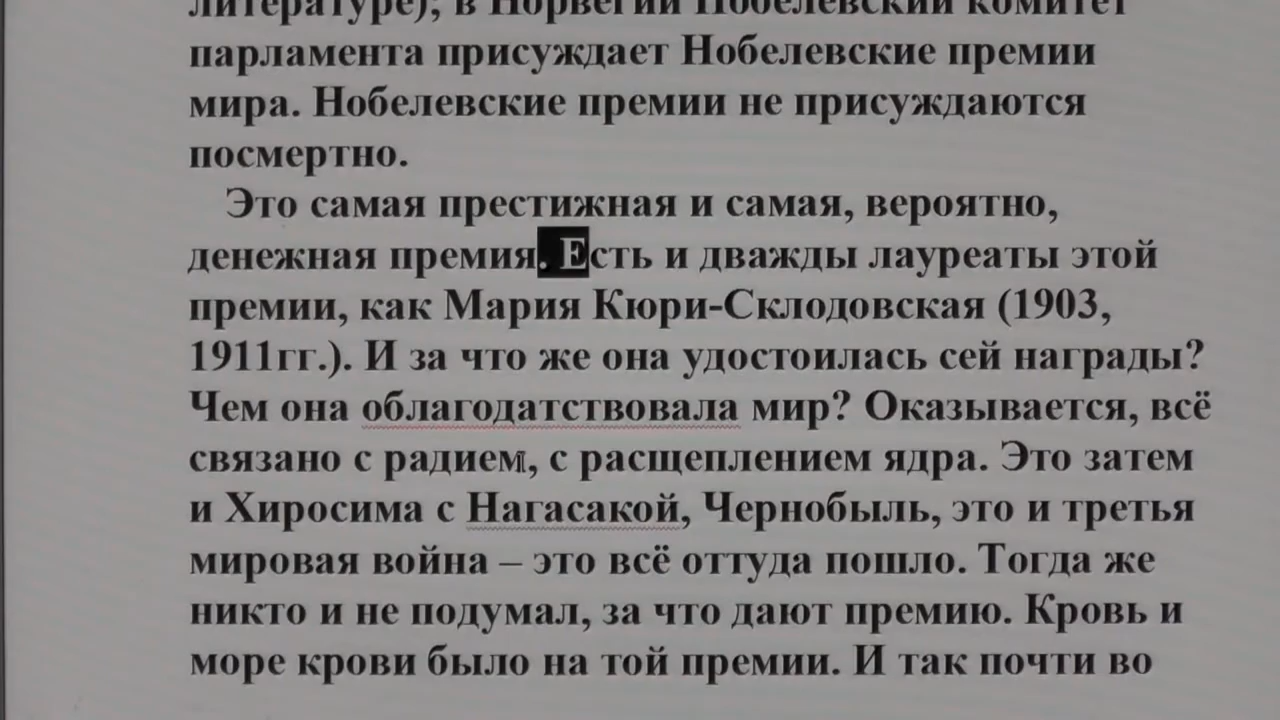 литературе); в Норвегии Нобелевский комитет
парламента присуждает Нобелевские премии
мира. Нобелевские премии не присуждаются
посмертно.
Это самая престижная и самая, вероятно,
денежная премия. Есть и дважды лауреаты этой
премии, как Мария Кюри-Склодовская (1903,
1911гг.). И за что же она удостоилась сей награды?
Чем она облагодатствовала мир? Оказывается, всё
связано с радием, с расщеплением ядра. Это затем
и Хиросима с Нагасакой, Чернобыль, это и третья
мировая война – это всё оттуда пошло. Тогда же
никто и не подумал, за что дают премию. Кровь и
море крови было на той премии. И так почти во